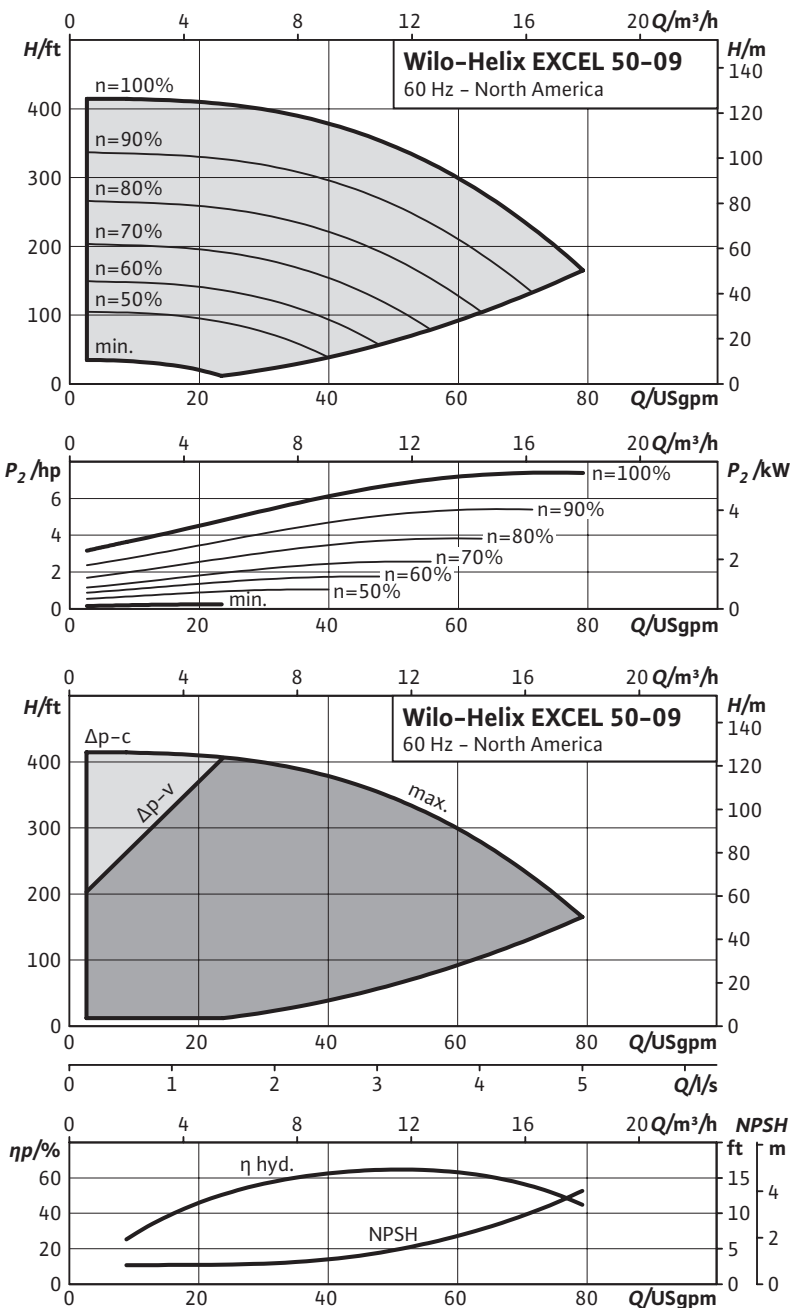 0 4 8 12 16 20 Q/m³/h
H/ft
H/m
Wilo-Helix EXCEL 50-09
60 Hz - North America
140
n=100%
400
120
n=90%
100
300
n=80%
80
n=70%
200
60
n=60%
40
n=50%
100
20
min.
0
0
20 40 60 80 Q/USgpm
0 4 8 12 16 20 Q/m³/h
P₂ /hp
P₂ /kW
n=100%
6
n=90%
4
4
n=80%
n=70%
2
2
n=60%
min.
n=50%
0
0
0 20 40 60 Q/USgpm
0 4 8 12 16 20 Q/m³/h
H/ft
H/m
Wilo-Helix EXCEL 50-09
60 Hz - North America
140
Δp-c
400
120
Δp-v
max.
100
300
80
200
60
40
100
20
0
0
20 40 60 80 Q/USgpm
0 1 2 3 4 5 Q/l/s
0 4 8 12 16 20 Q/m³/h NPSH
ηp/%
ft m
η hyd.
60
15
4
40
10
NPSH
2
20
5
0
0 0
0 20 40 60 Q/USgpm